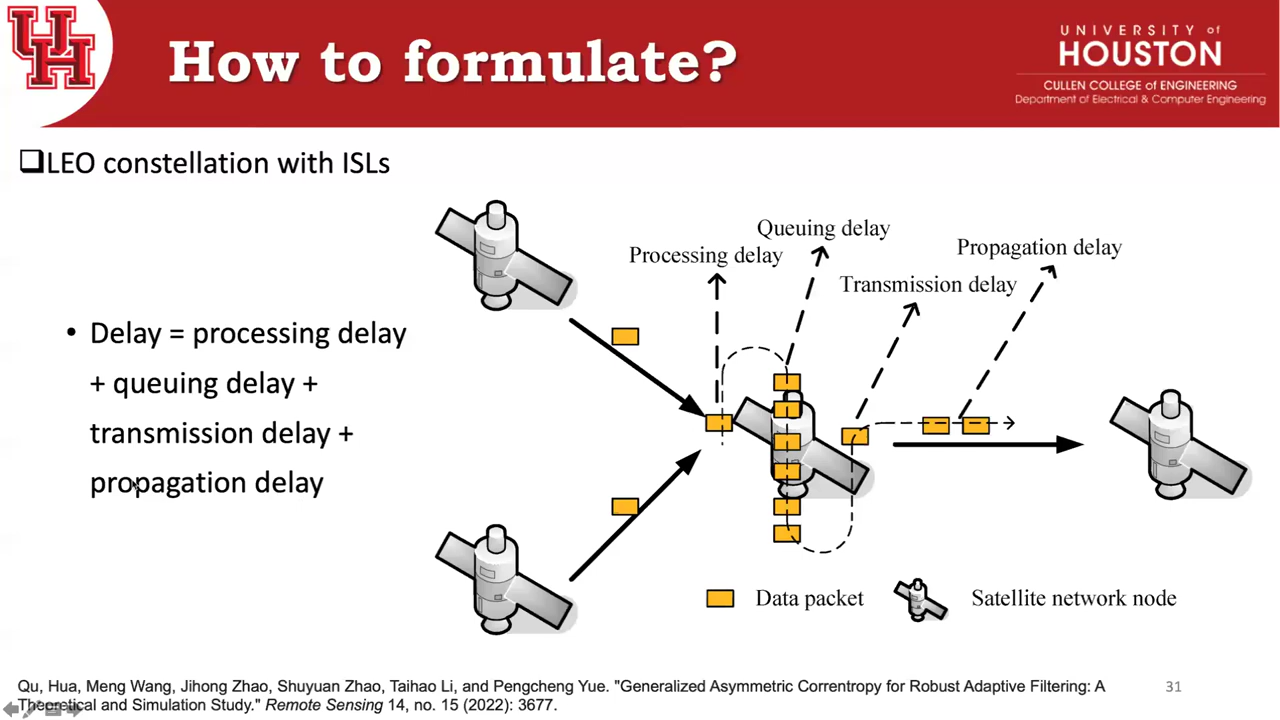 How to formulate?
UNIVERSITY of
HOUSTON
CULLEN COLLEGE of ENGINEERING
Department of Electrical & Computer Engineering
❑LEO constellation with ISLs
• Delay = processing delay
+ queuing delay +
transmission delay +
propagation delay
Processing delay
Queuing delay
Transmission delay
Propagation delay
Data packet
Satellite network node
Qu, Hua, Meng Wang, Jihong Zhao, Shuyuan Zhao, Taihao Li, and Pengcheng Yue. "Generalized Asymmetric Correntropy for Robust Adaptive Filtering: A
Theoretical and Simulation Study." Remote Sensing 14, no. 15 (2022): 3677.
31